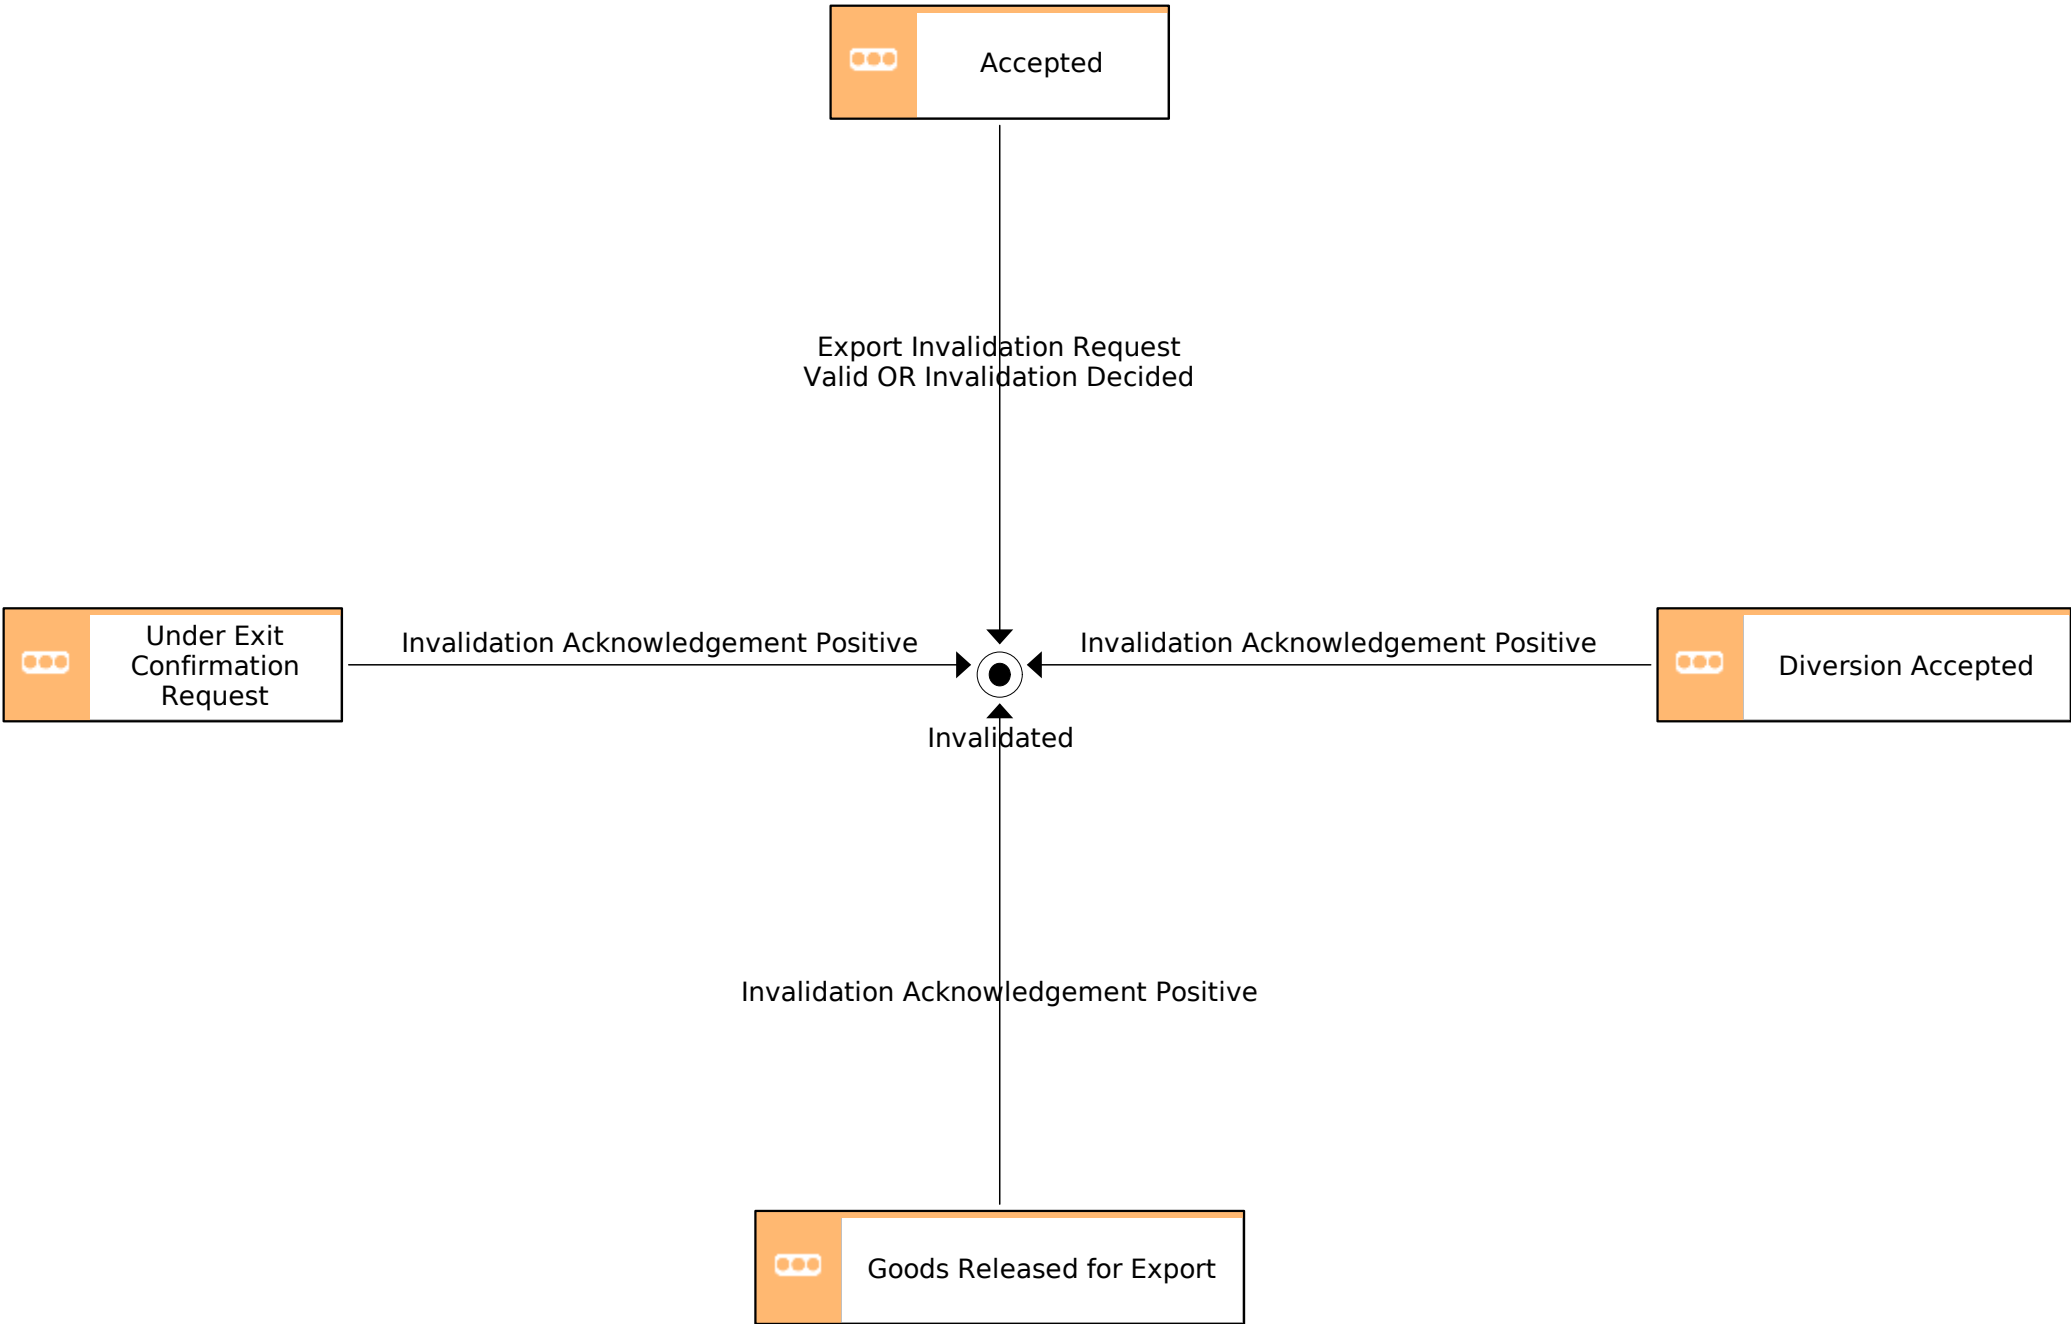 Accepted
Export Invalidation Request
Valid OR Invalidation Decided
Under Exit
Confirmation
Request
Invalidation Acknowledgement Positive
Invalidation Acknowledgement Positive
Diversion Accepted
Invalidated
Invalidation Acknowledgement Positive
Goods Released for Export